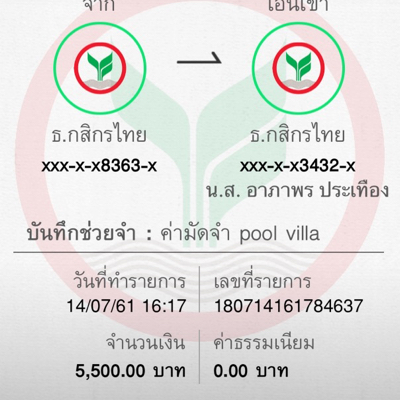 จาก เอนเข้า
ธ.กสิกรไทย ธ.กสิกรไทย
xxx-x-x8363-x xxx-x-x3432-x
น.ส. อาภาพร ประเทือง
บันทึกช่วยจำ : ค่ามัดจำ pool villa
วันที่ทำรายการ เลขที่รายการ
14/07/61 16:17 180714161784637
จำนวนเงิน ค่าธรรมเนียม
5,500.00 บาท 0.00 บาท